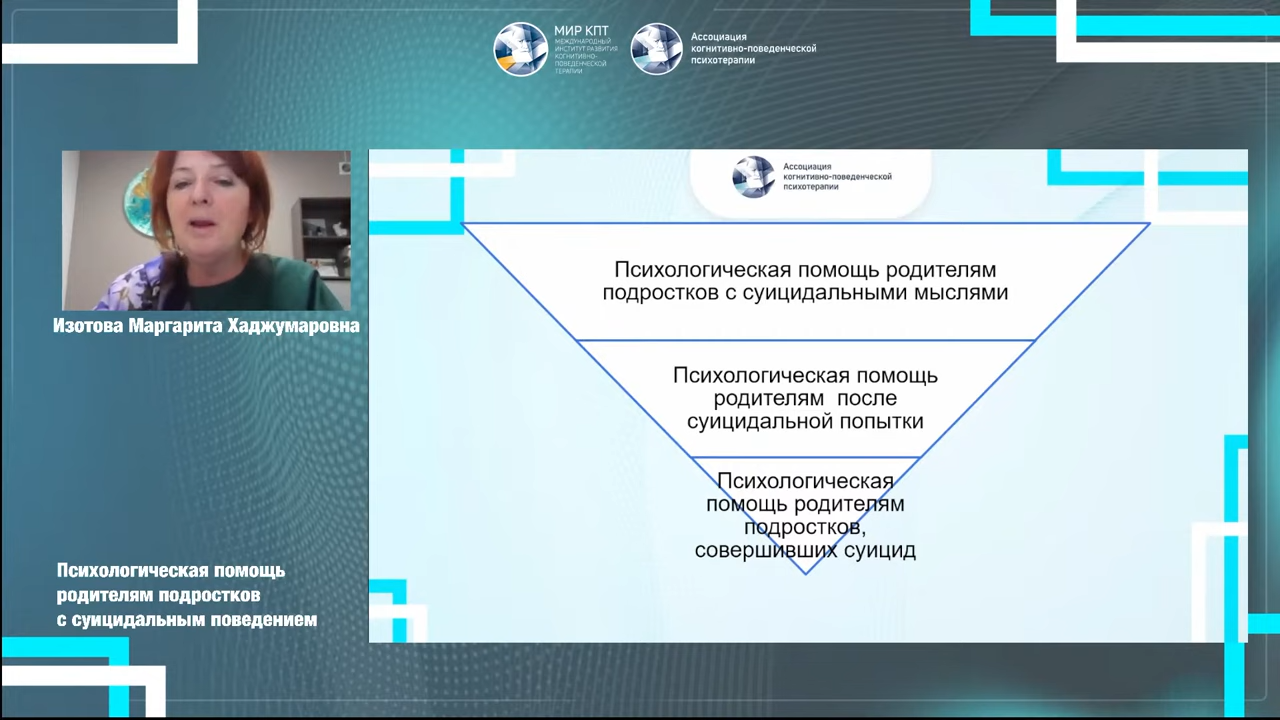 МИР КПТ
МЕЖДУНАРОДНЫЙ
ИНСТИТУТ РАЗВИТИЯ
КОГНИТИВНО-
ПОВЕДЕНЧЕСКОЙ
ТЕРАПИИ
Ассоциация
когнитивно-поведенческой
психотерапии
Ассоциация
когнитивно-поведенческой
психотерапии
Психологическая помощь родителям
подростков с суицидальными мыслями
Психологическая помощь
родителям после
суицидальной попытки
Психологическая
помощь родителям
подростков,
совершивших суицид
Изотова Маргарита Хаджумаровна
Психологическая помощь
родителям подростков
с суицидальным поведением